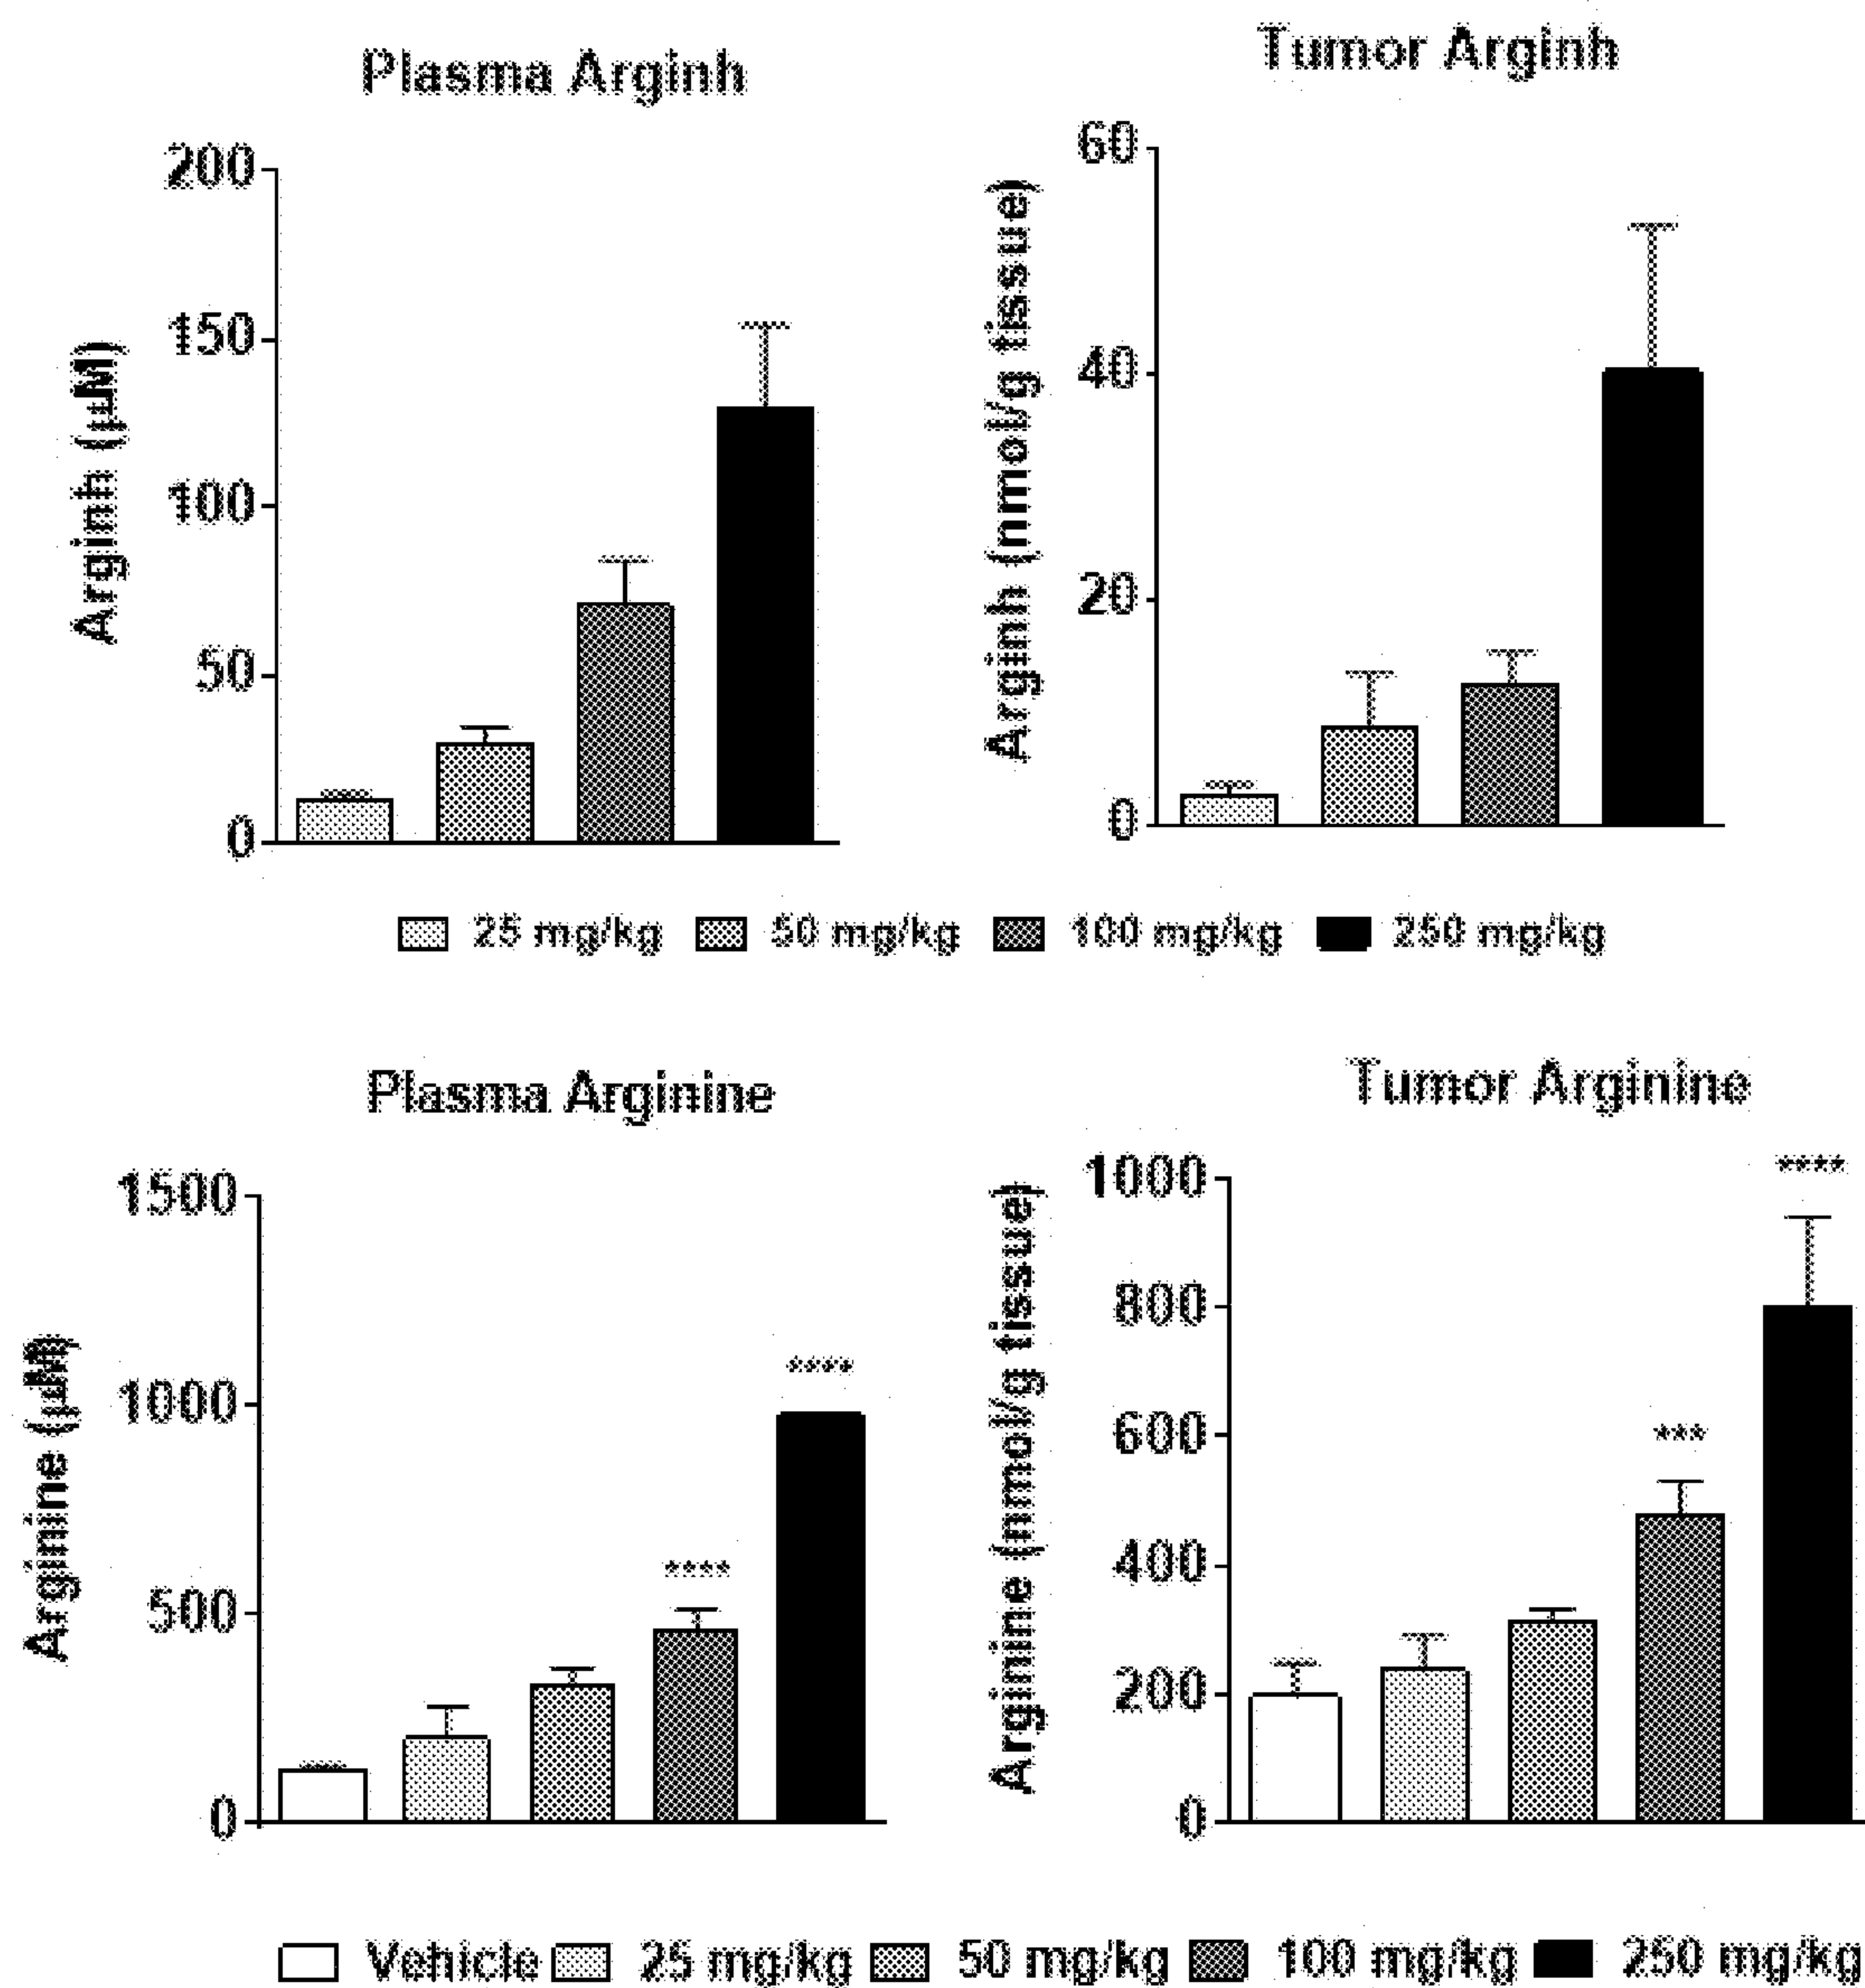 Plasma Arginh
Tumor Arginh
Arginh (µM)
200
150
100
50
0
Arginh (nmol/g tissue)
60
40
20
0
25 mg/kg 50 mg/kg 100 mg/kg 250 mg/kg
Plasma Arginine
Tumor Arginine
Arginine (µM)
1500
1000
500
0
****
****
Arginine (nmol/g tissue)
1000
800
600
400
200
0
***
****
Vehicle 25 mg/kg 50 mg/kg 100 mg/kg 250 mg/kg